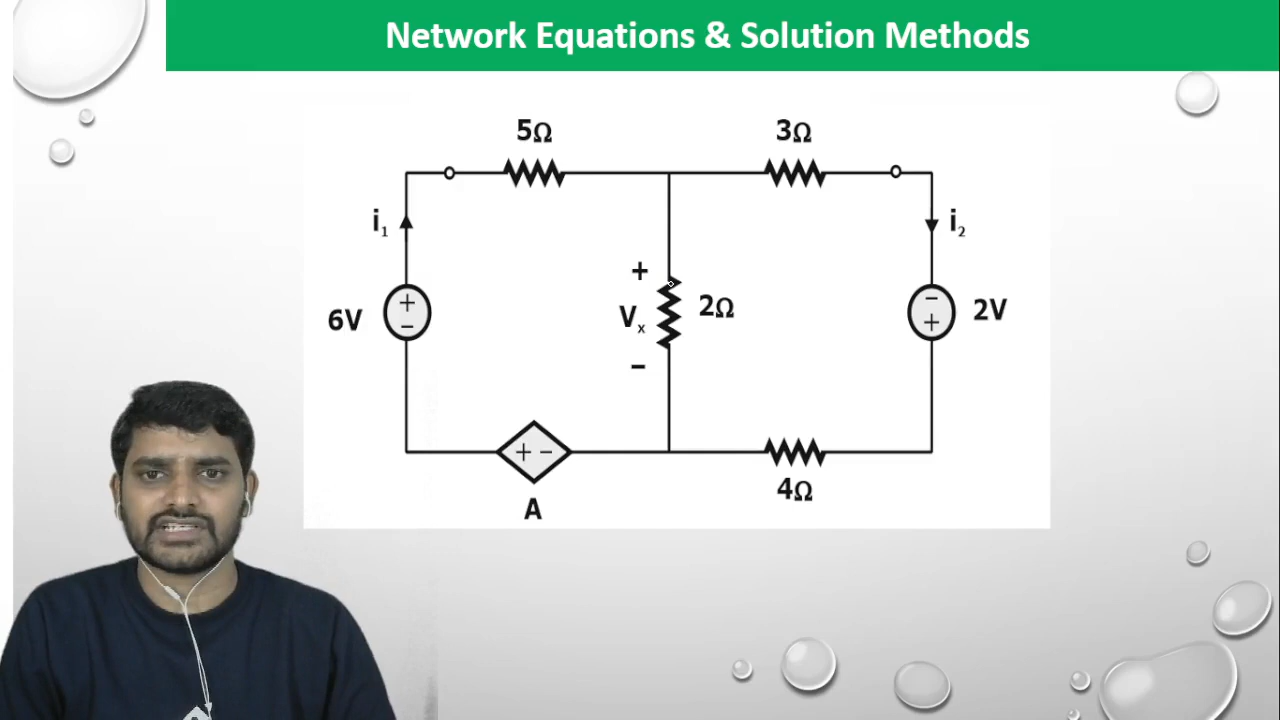 Network Equations & Solution Methods
5Ω
3Ω
i₁
i₂
+
+
−
6V
Vₓ
−
2Ω
−
+
2V
+ −
A
4Ω